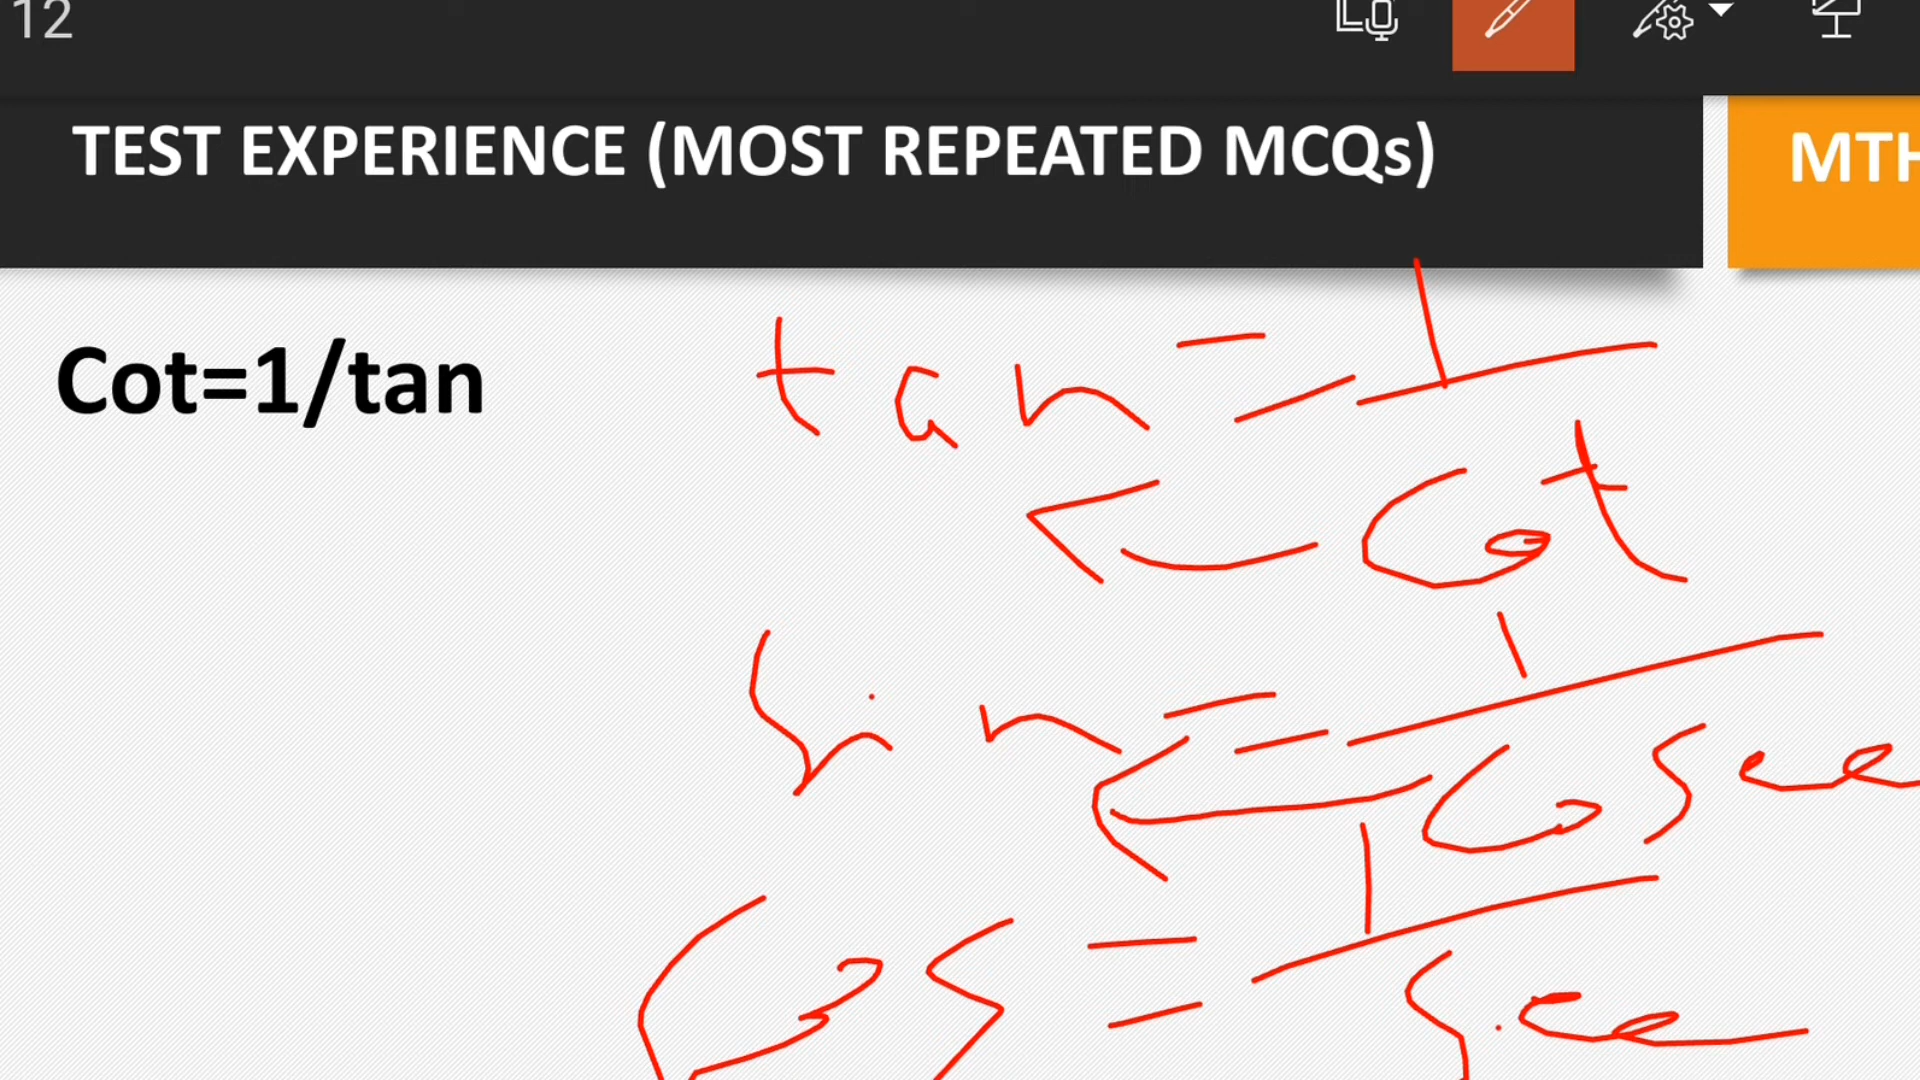 12
TEST EXPERIENCE (MOST REPEATED MCQs)
MTH
Cot=1/tan
tan = 1
Cot
Sin = 1
Cosec
Cos = 1
Sec